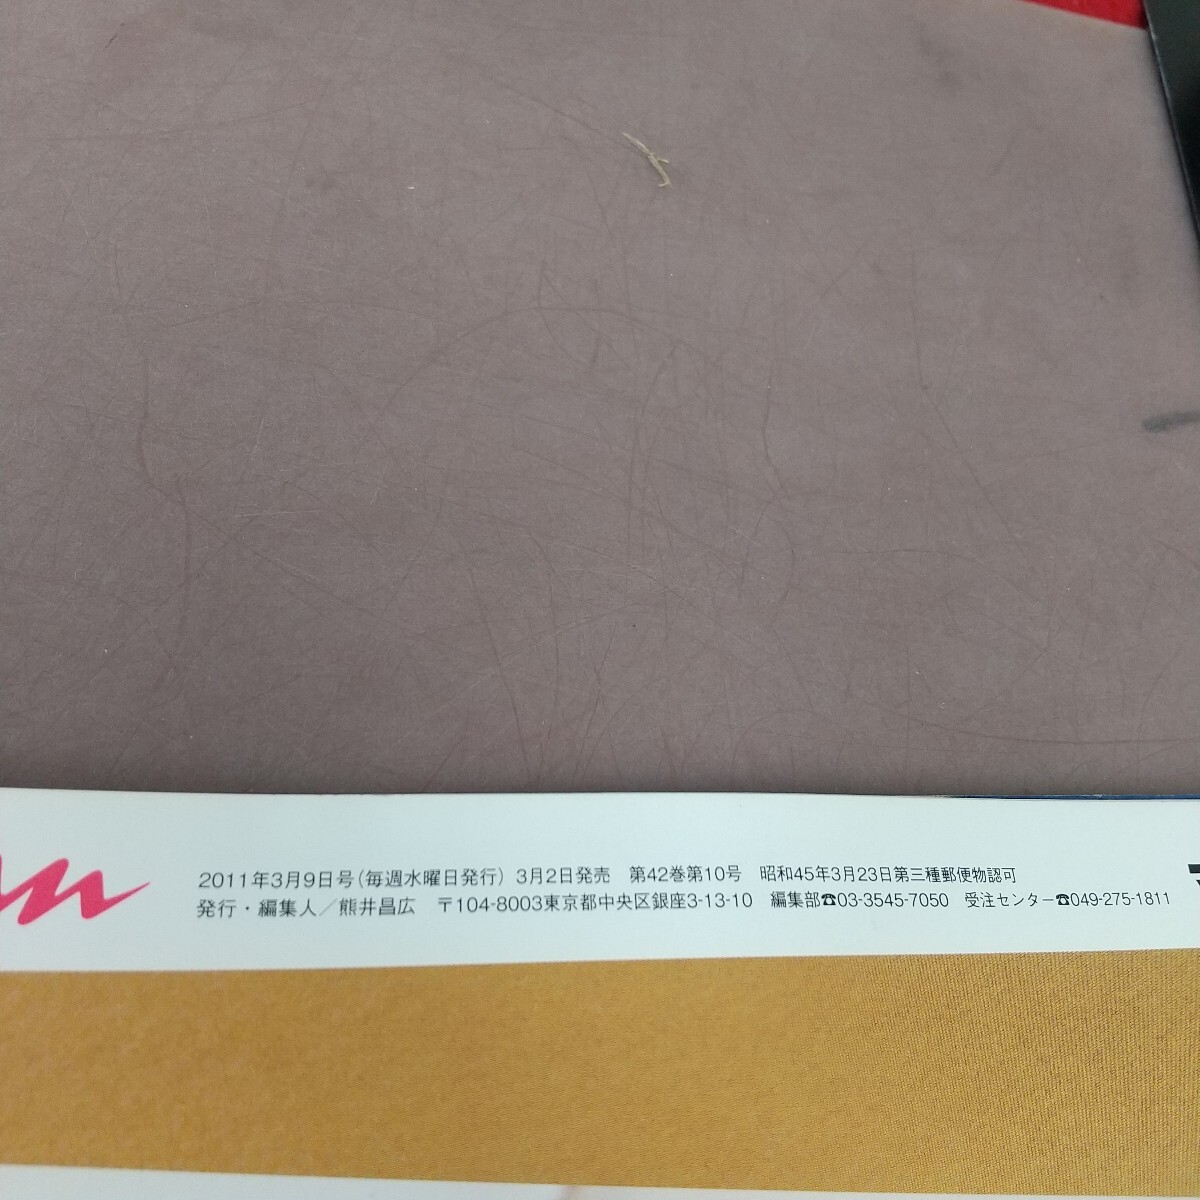 2011年3月9日号(毎週水曜日発行) 3月2日発売 第42巻第10号 昭和45年3月23日第三種郵便物認可
発行・編集人／熊井昌広 〒104-8003東京都中央区銀座3-13-10 編集部☎03-3545-7050 受注センター☎049-275-1811